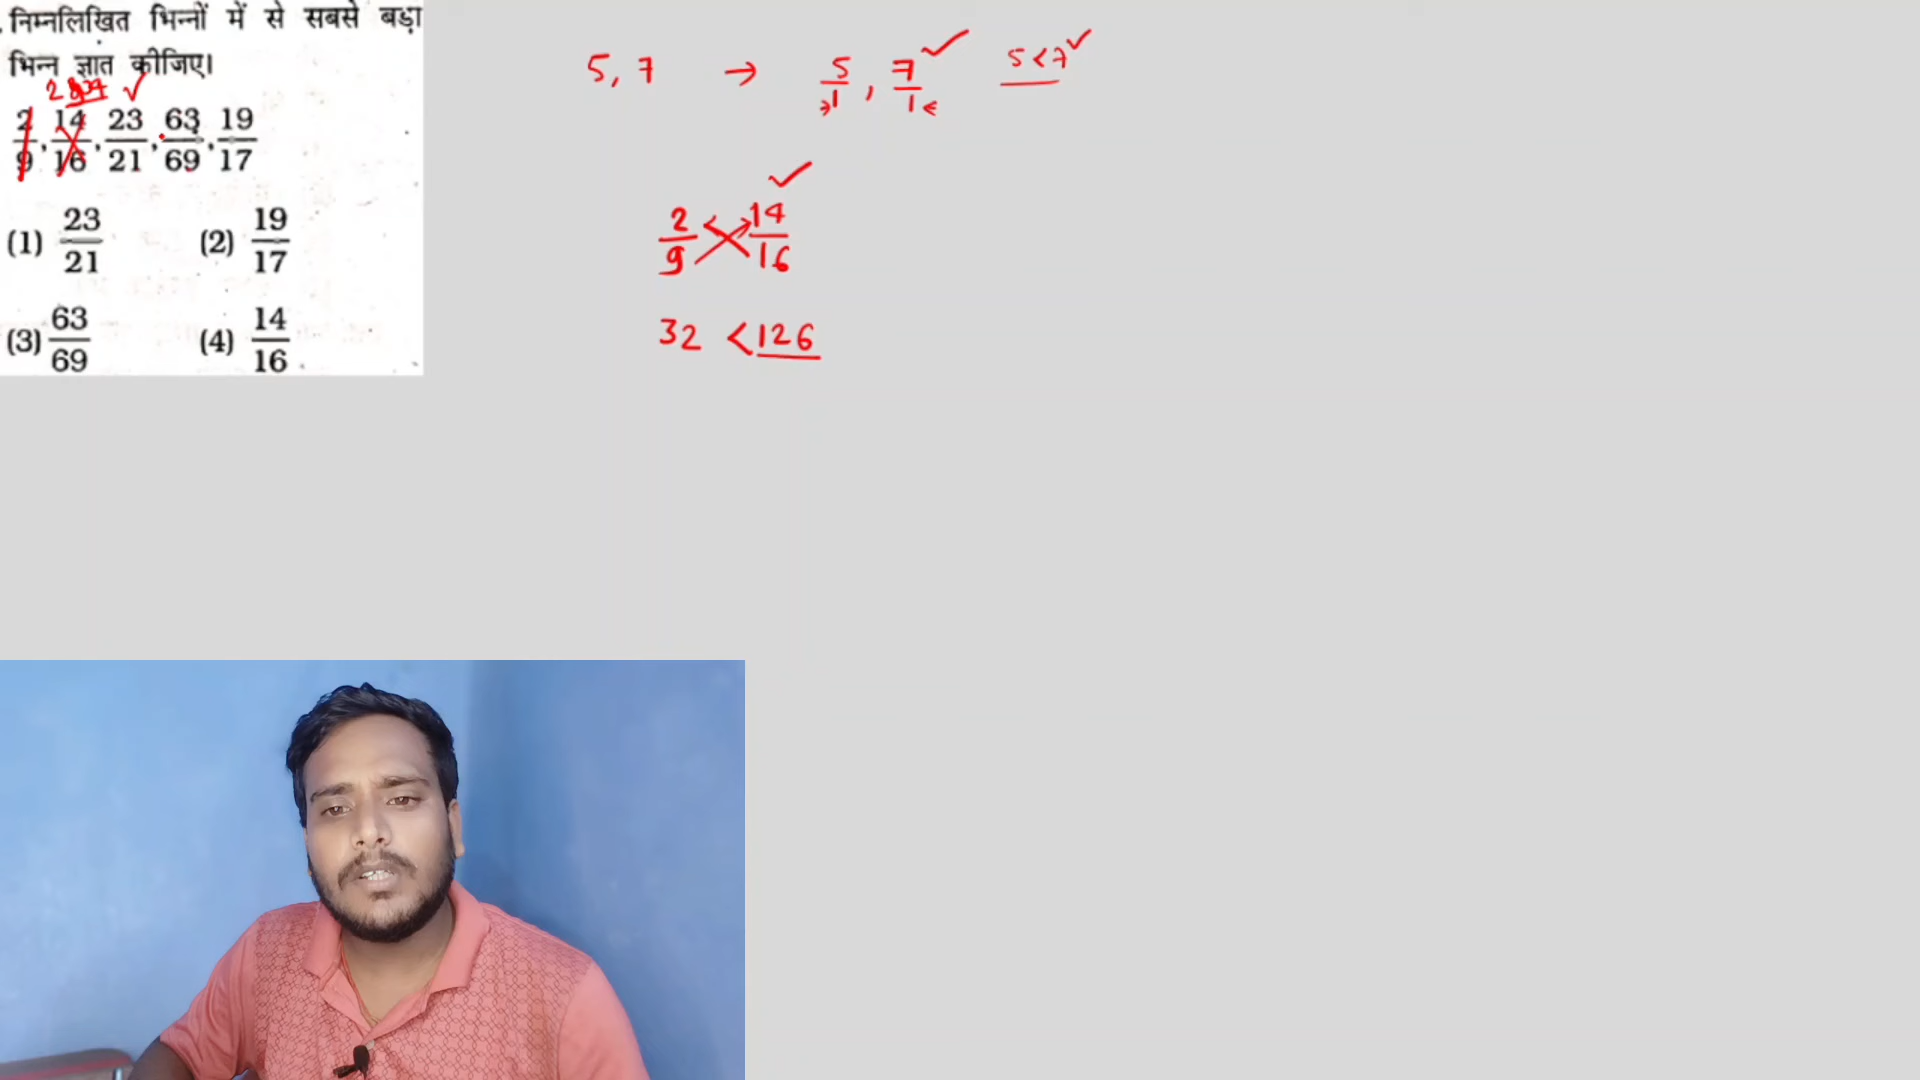 निम्नलिखित भिन्नों में से सबसे बड़ा
भिन्न ज्ञात कीजिए।
2/9, 14/16, 23/21, 63/69, 19/17
(1) 23/21 (2) 19/17
(3) 63/69 (4) 14/16
5, 7 → 5/1, 7/1 ✓ 5<7 ✓
2/9 14/16 ✓
32 < 126